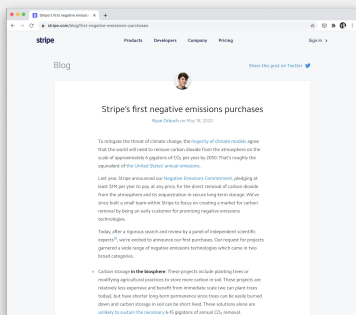 Stripe's first negative emissi
stripe.com/blog/first-negative-emissions-purchases
stripe
Products Developers Company Pricing
Sign in
Blog
Share this post on Twitter
Stripe's first negative emissions purchases
Ryan Orbuch on May 18, 2020
To mitigate the threat of climate change, the majority of climate models agree
that the world will need to remove carbon dioxide from the atmosphere on the
scale of approximately 6 gigatons of CO₂ per year by 2050. That's roughly the
equivalent of the United States' annual emissions.
Last year Stripe announced our Negative Emissions Commitment, pledging at
least $1M per year to pay, at any price, for the direct removal of carbon dioxide
from the atmosphere and its sequestration in secure long-term storage. We've
since built a small team within Stripe to focus on creating a market for carbon
removal by being an early customer for promising negative emissions
technologies.
Today, after a rigorous search and review by a panel of independent scientific
experts, we're excited to announce our first purchases. Our request for projects
garnered a wide range of negative emissions technologies which came in two
broad categories.
Carbon storage in the biosphere: These projects include planting trees or
modifying agricultural practices to store more carbon in soil. These projects are
relatively less expensive and benefit from immediate scale (we can plant trees
today), but have shorter long-term permanence since trees can be easily burned
down and carbon storage in soil can be short lived. These solutions alone are
unlikely to sustain the necessary 6-15 gigatons of annual CO₂ removal.